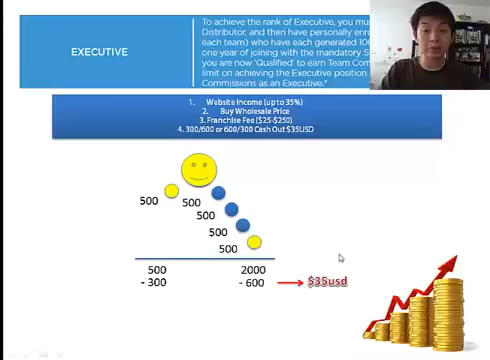 EXECUTIVE
To achieve the rank of Executive, you mu
Distributor, and then have personally enro
each team) who have each generated 100
one year of joining with the mandatory S
you are now 'Qualified' to earn Team Com
limit on achieving the Executive position.
Commissions as an Executive.*
1. Website Income (up to 35%)
2. Buy Wholesale Price
3. Franchise Fee ($25-$250)
4. 300/600 or 600/300 Cash Out $35USD
500
500
500
500
500
500 2000
- 300 - 600 $35usd